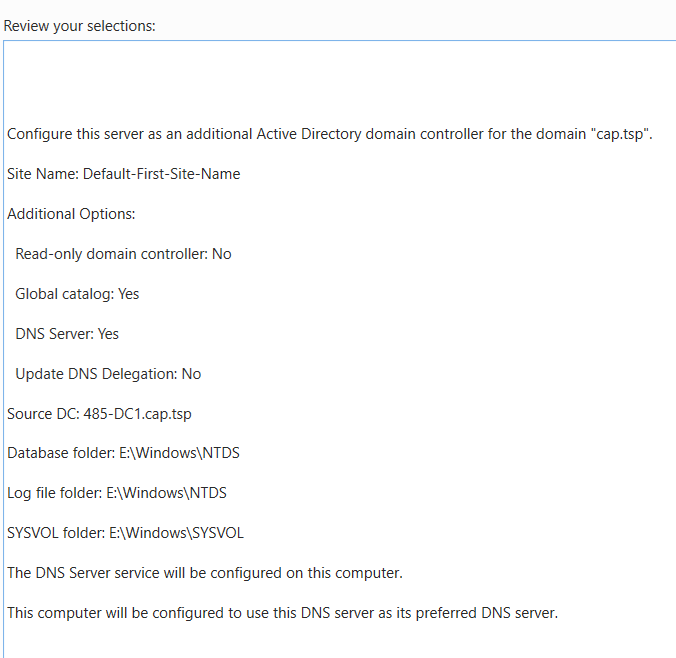 Review your selections:
Configure this server as an additional Active Directory domain controller for the domain "cap.tsp".
Site Name: Default-First-Site-Name
Additional Options:
Read-only domain controller: No
Global catalog: Yes
DNS Server: Yes
Update DNS Delegation: No
Source DC: 485-DC1.cap.tsp
Database folder: E:\Windows\NTDS
Log file folder: E:\Windows\NTDS
SYSVOL folder: E:\Windows\SYSVOL
The DNS Server service will be configured on this computer.
This computer will be configured to use this DNS server as its preferred DNS server.